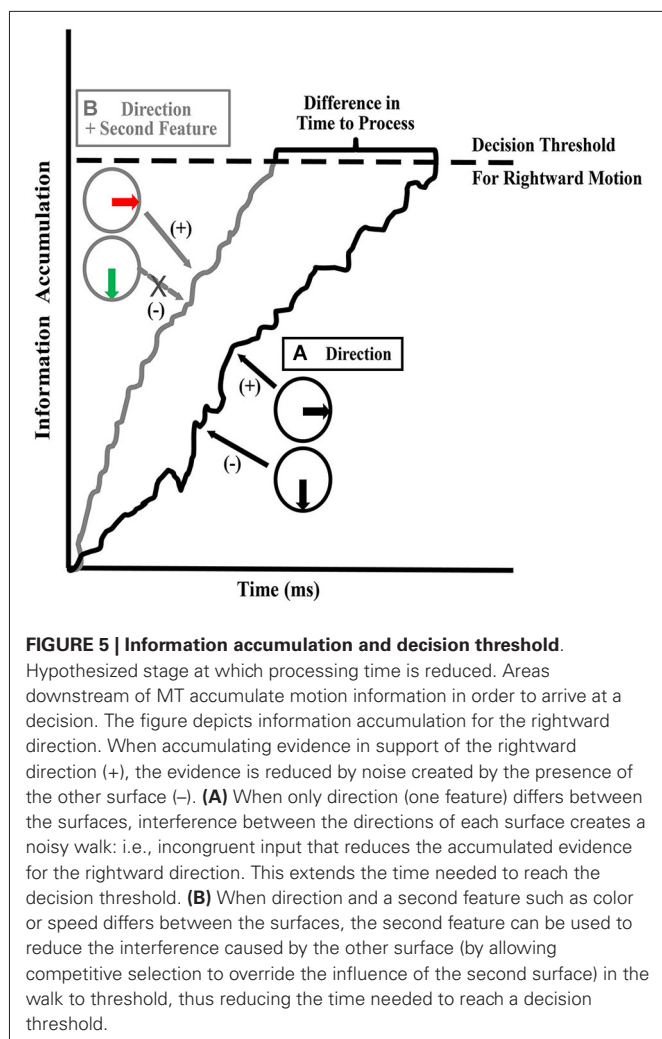 B Direction
+ Second Feature
Difference in
Time to Process
Decision Threshold
For Rightward Motion
(+)
X
(-)
Information Accumulation
A Direction
(+)
(-)
Time (ms)
FIGURE 5 | Information accumulation and decision threshold.
Hypothesized stage at which processing time is reduced. Areas
downstream of MT accumulate motion information in order to arrive at a
decision. The figure depicts information accumulation for the rightward
direction. When accumulating evidence in support of the rightward
direction (+), the evidence is reduced by noise created by the presence of
the other surface (–). (A) When only direction (one feature) differs between
the surfaces, interference between the directions of each surface creates a
noisy walk: i.e., incongruent input that reduces the accumulated evidence
for the rightward direction. This extends the time needed to reach the
decision threshold. (B) When direction and a second feature such as color
or speed differs between the surfaces, the second feature can be used to
reduce the interference caused by the other surface (by allowing
competitive selection to override the influence of the second surface) in the
walk to threshold, thus reducing the time needed to reach a decision
threshold.